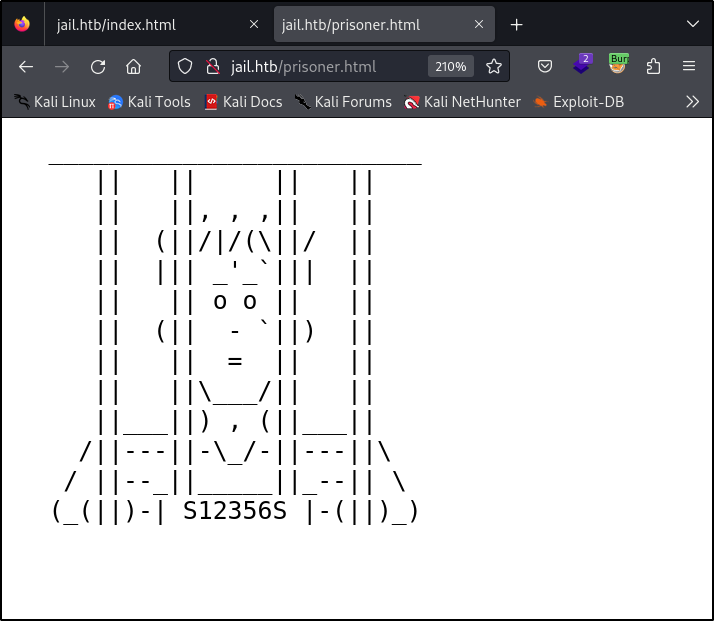 jail.htb/index.html
jail.htb/prisoner.html
jail.htb/prisoner.html
210%
2
Burp
Kali Linux
Kali Tools
Kali Docs
Kali Forums
Kali NetHunter
Exploit-DB
_________________________
   ||   ||     ||   ||
   ||   ||, , ,||   ||
   ||  (||/|/(\||/  ||
   ||  ||| _'_`|||  ||
   ||   || o o ||   ||
   ||  (||  - `||)  ||
   ||   ||  =  ||   ||
   ||   ||\___/||   ||
   ||___||) , (||___||
  /||---||-\_/-||---||\
 / ||--_||_____||_--|| \
(_(||)-| S12356S |-(||)_)